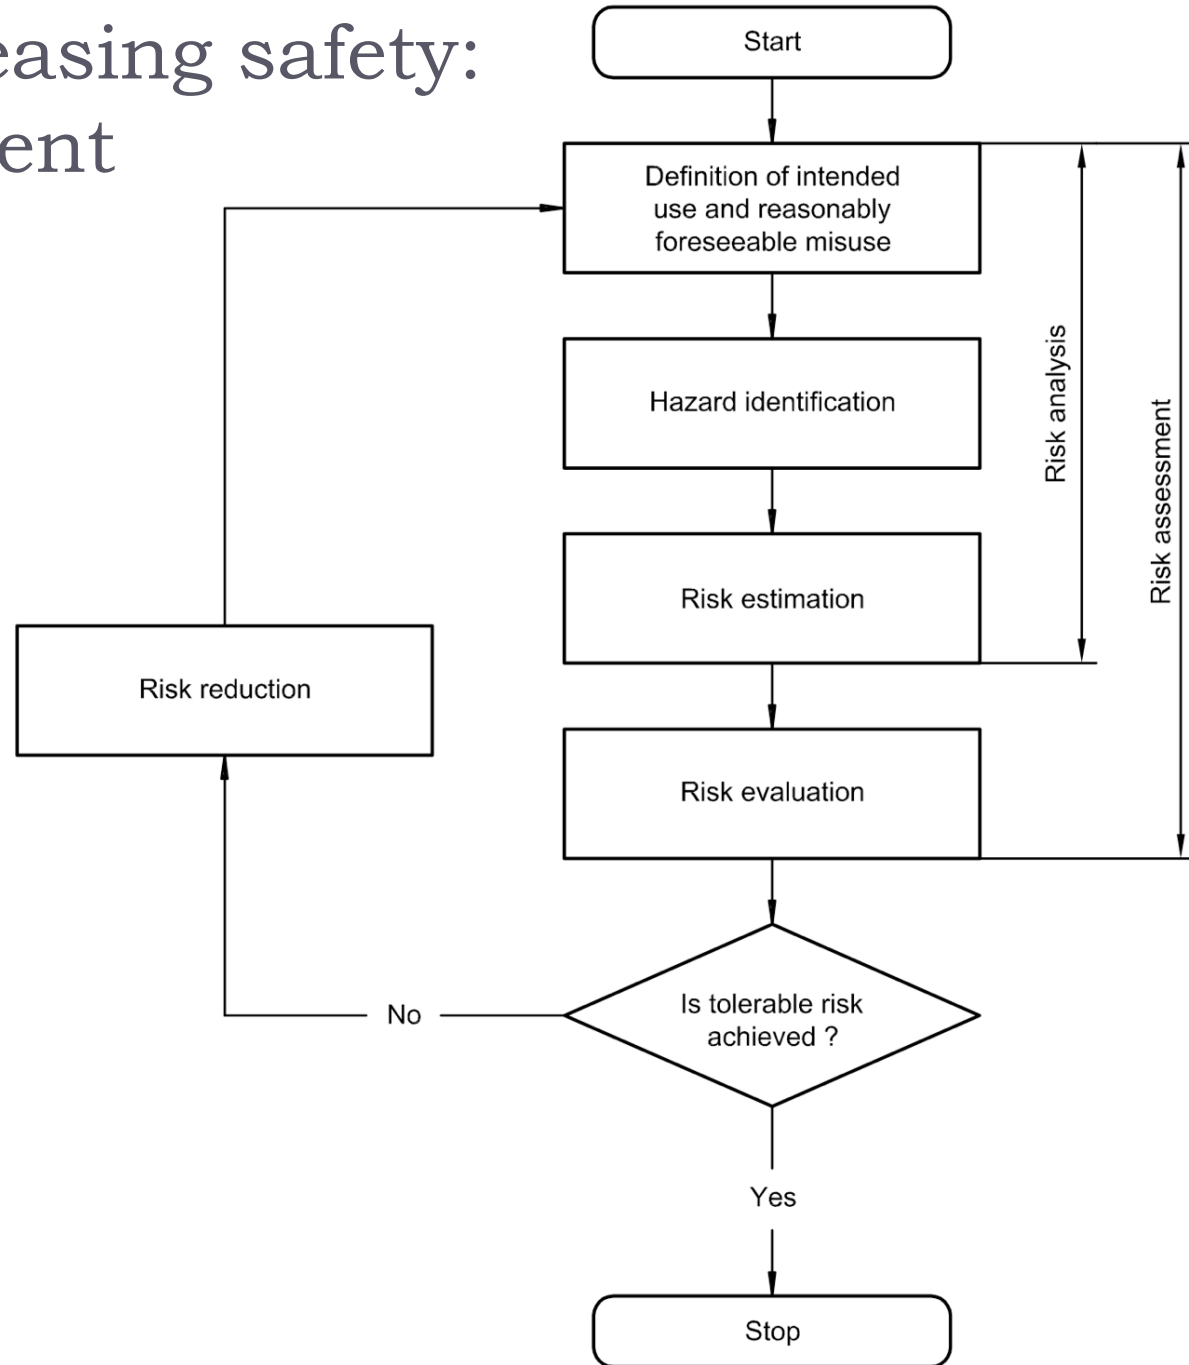 easing safety:
ent
Start
Definition of intended
use and reasonably
foreseeable misuse
Hazard identification
Risk analysis
Risk assessment
Risk estimation
Risk reduction
Risk evaluation
Is tolerable risk
achieved ?
No
Yes
Stop